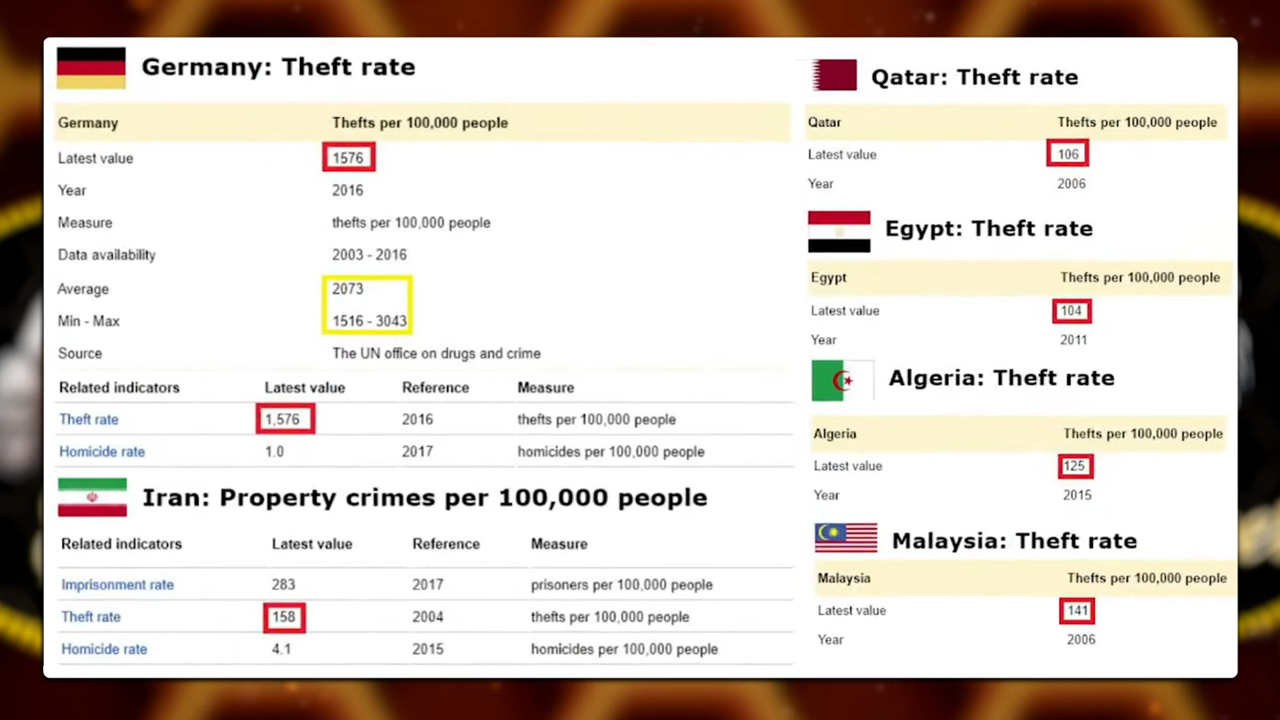 Germany: Theft rate
Germany Thefts per 100,000 people
Latest value 1576
Year 2016
Measure thefts per 100,000 people
Data availability 2003 - 2016
Average 2073
Min - Max 1516 - 3043
Source The UN office on drugs and crime
Related indicators Latest value Reference Measure
Theft rate 1,576 2016 thefts per 100,000 people
Homicide rate 1.0 2017 homicides per 100,000 people
Iran: Property crimes per 100,000 people
Related indicators Latest value Reference Measure
Imprisonment rate 283 2017 prisoners per 100,000 people
Theft rate 158 2004 thefts per 100,000 people
Homicide rate 4.1 2015 homicides per 100,000 people
Qatar: Theft rate
Qatar Thefts per 100,000 people
Latest value 106
Year 2006
Egypt: Theft rate
Egypt Thefts per 100,000 people
Latest value 104
Year 2011
Algeria: Theft rate
Algeria Thefts per 100,000 people
Latest value 125
Year 2015
Malaysia: Theft rate
Malaysia Thefts per 100,000 people
Latest value 141
Year 2006